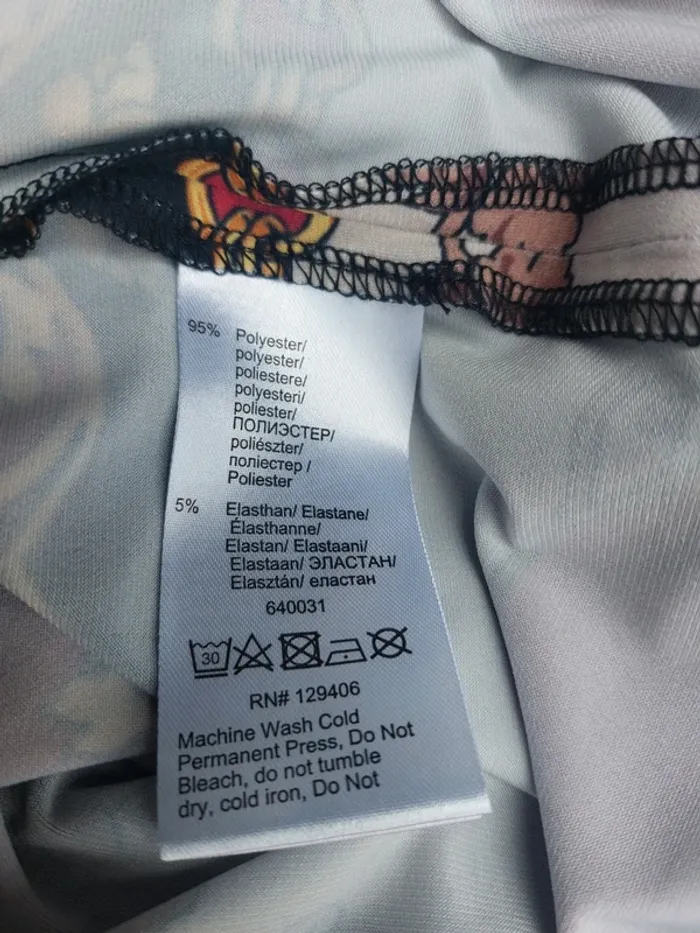 95% Polyester/
polyester/
poliestere/
polyesteri/
poliester/
ПОЛИЭСТЕР/
poliészter/
поліестер /
Poliester
5% Elasthan/ Elastane/
Élasthanne/
Elastan/ Elastaani/
Elastaan/ ЭЛАСТАН/
Elasztán/ еластан
640031
30
RN# 129406
Machine Wash Cold
Permanent Press, Do Not
Bleach, do not tumble
dry, cold iron, Do Not